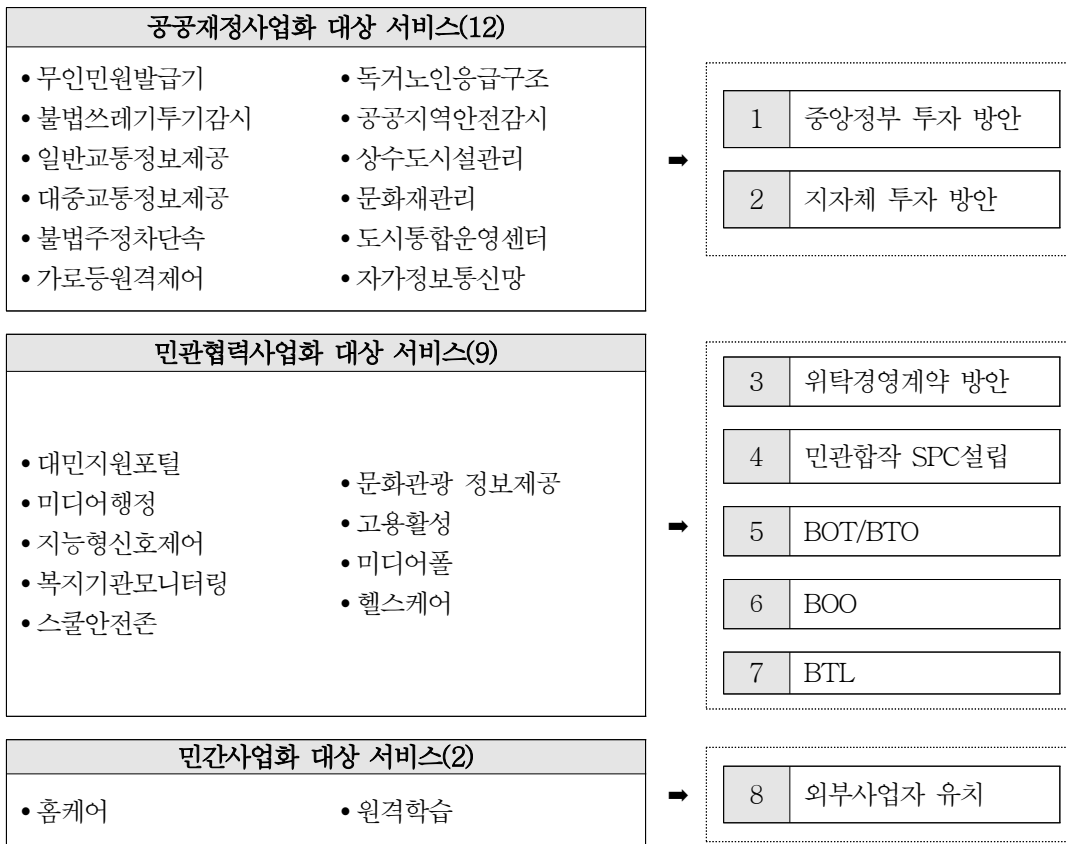 공공재정사업화 대상 서비스(12)
• 무인민원발급기
• 불법쓰레기투기감시
• 일반교통정보제공
• 대중교통정보제공
• 불법주정차단속
• 가로등원격제어
• 독거노인응급구조
• 공공지역안전감시
• 상수도시설관리
• 문화재관리
• 도시통합운영센터
• 자가정보통신망
➡
1 중앙정부 투자 방안
2 지자체 투자 방안
민관협력사업화 대상 서비스(9)
• 대민지원포털
• 미디어행정
• 지능형신호제어
• 복지기관모니터링
• 스쿨안전존
• 문화관광 정보제공
• 고용활성
• 미디어폴
• 헬스케어
➡
3 위탁경영계약 방안
4 민관합작 SPC설립
5 BOT/BTO
6 BOO
7 BTL
민간사업화 대상 서비스(2)
• 홈케어
• 원격학습
➡
8 외부사업자 유치